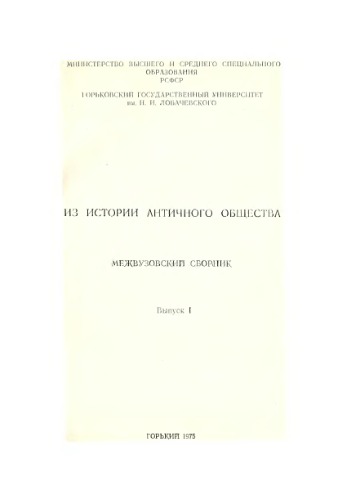 МИНИСТЕРСТВО ВЫСШЕГО И СРЕДНЕГО СПЕЦИАЛЬНОГО
ОБРАЗОВАНИЯ
РСФСР
ГОРЬКОВСКИЙ ГОСУДАРСТВЕННЫЙ УНИВЕРСИТЕТ
им. Н. И. ЛОБАЧЕВСКОГО
ИЗ ИСТОРИИ АНТИЧНОГО ОБЩЕСТВА
МЕЖВУЗОВСКИЙ СБОРНИК
Выпуск I
ГОРЬКИЙ 1975